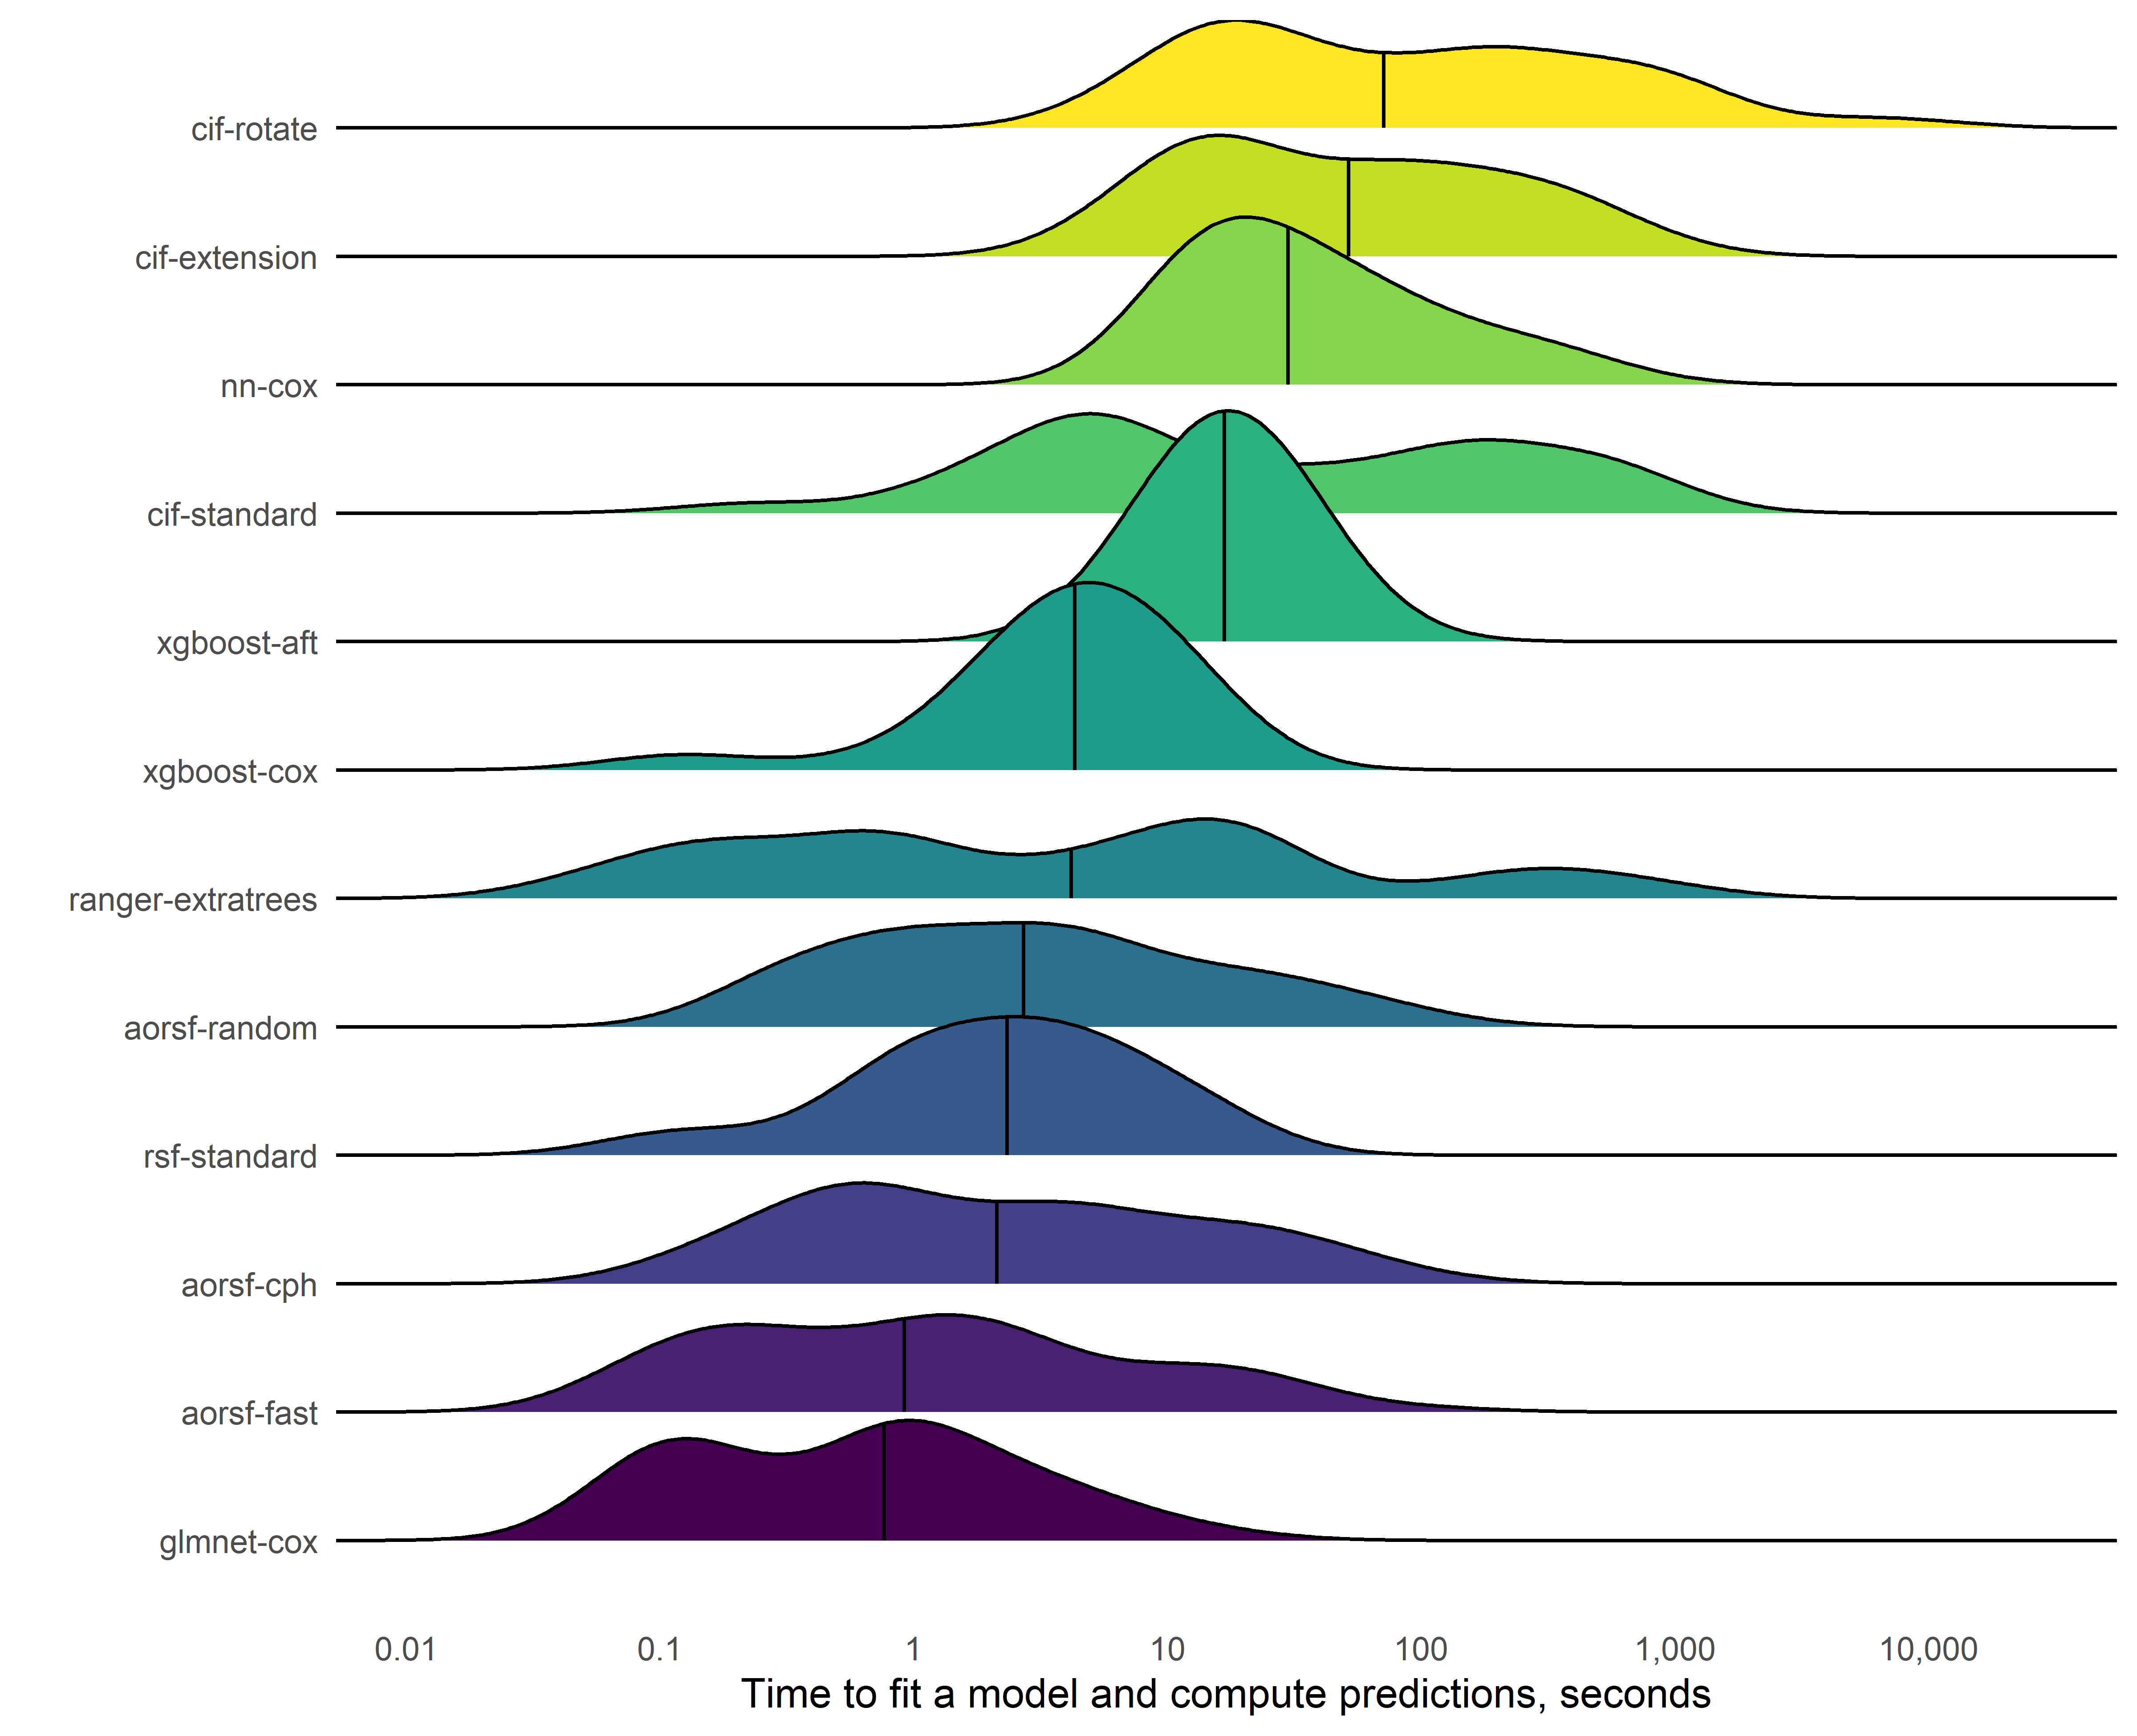 cif-rotate
cif-extension
nn-cox
cif-standard
xgboost-aft
xgboost-cox
ranger-extratrees
aorsf-random
rsf-standard
aorsf-cph
aorsf-fast
glmnet-cox
0.01 0.1 1 10 100 1,000 10,000
Time to fit a model and compute predictions, seconds